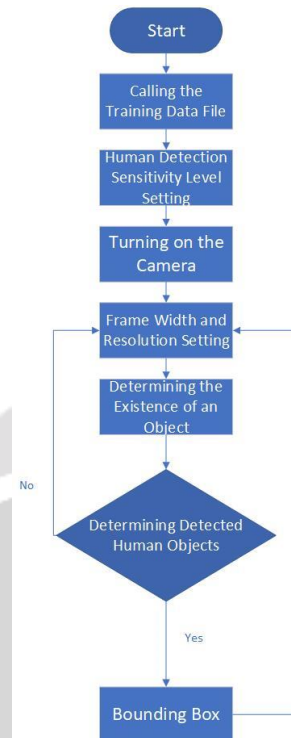 Start
Calling the
Training Data File
Human Detection
Sensitivity Level
Setting
Turning on the
Camera
Frame Width and
Resolution Setting
Determining the
Existence of an
Object
No
Determining Detected
Human Objects
Yes
Bounding Box